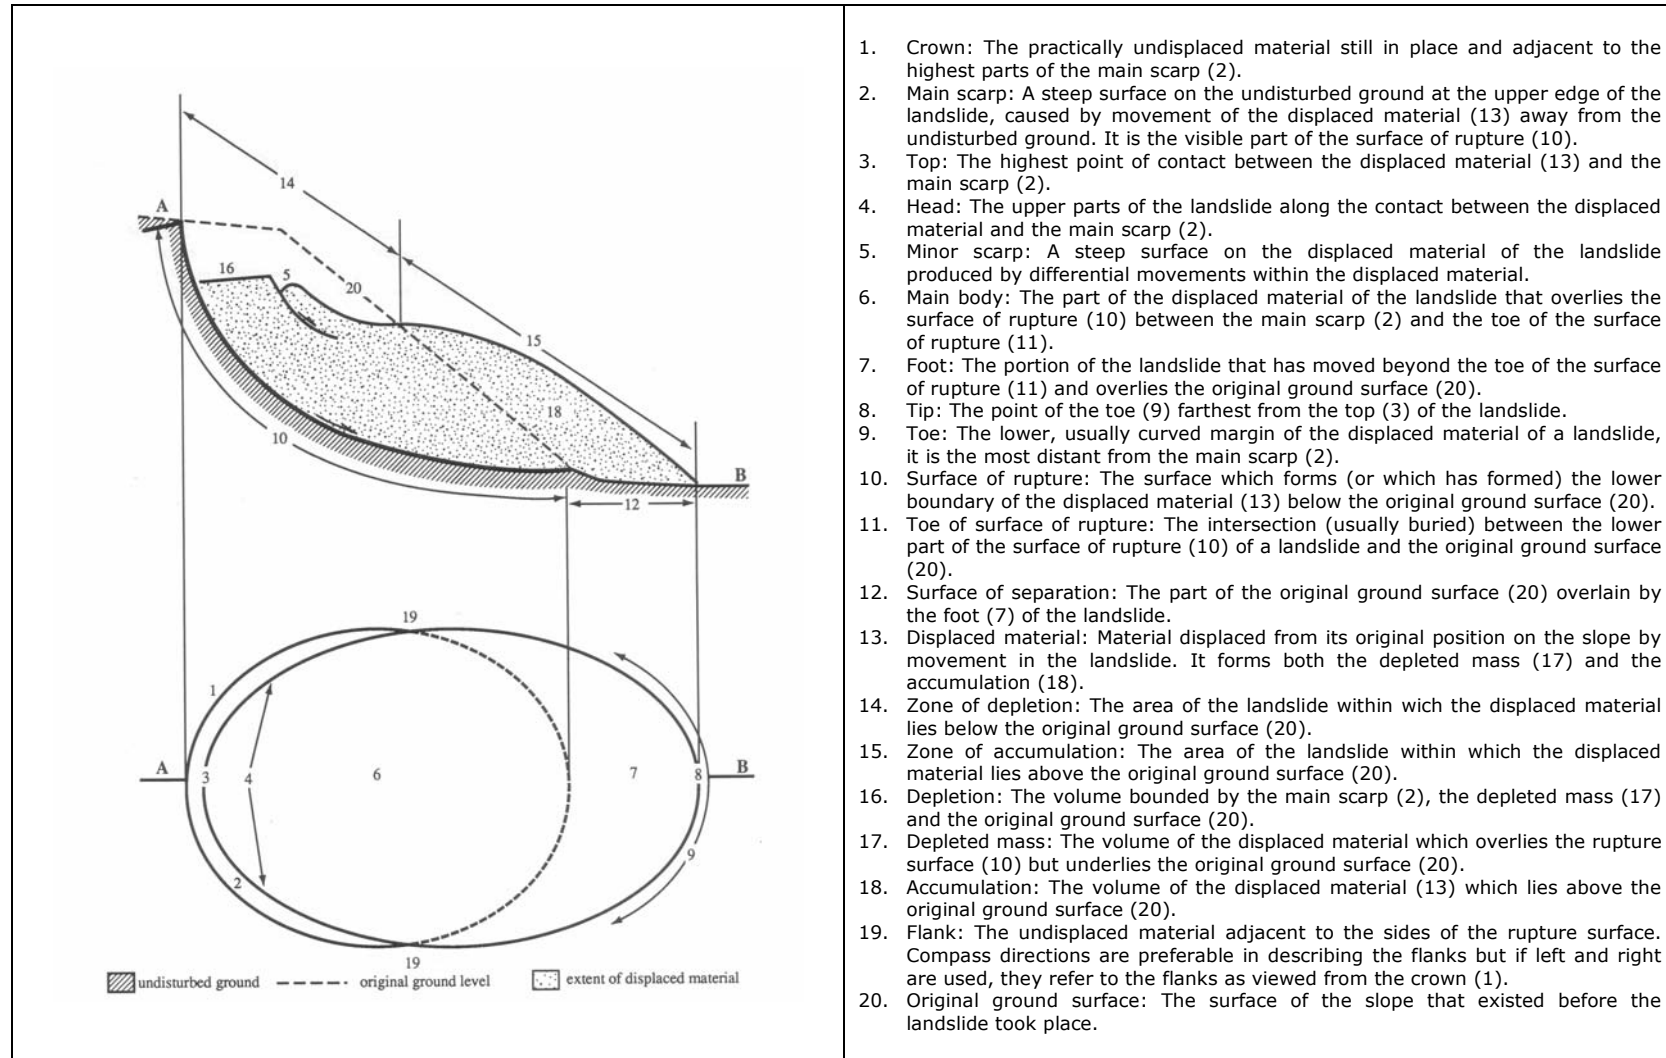 14
A
16
5
20
15
18
10
B
12
19
1
A
3
4
6
7
8
B
9
2
19
undisturbed ground
original ground level
extent of displaced material
1. Crown: The practically undisplaced material still in place and adjacent to the
highest parts of the main scarp (2).
2. Main scarp: A steep surface on the undisturbed ground at the upper edge of the
landslide, caused by movement of the displaced material (13) away from the
undisturbed ground. It is the visible part of the surface of rupture (10).
3. Top: The highest point of contact between the displaced material (13) and the
main scarp (2).
4. Head: The upper parts of the landslide along the contact between the displaced
material and the main scarp (2).
5. Minor scarp: A steep surface on the displaced material of the landslide
produced by differential movements within the displaced material.
6. Main body: The part of the displaced material of the landslide that overlies the
surface of rupture (10) between the main scarp (2) and the toe of the surface
of rupture (11).
7. Foot: The portion of the landslide that has moved beyond the toe of the surface
of rupture (11) and overlies the original ground surface (20).
8. Tip: The point of the toe (9) farthest from the top (3) of the landslide.
9. Toe: The lower, usually curved margin of the displaced material of a landslide,
it is the most distant from the main scarp (2).
10. Surface of rupture: The surface which forms (or which has formed) the lower
boundary of the displaced material (13) below the original ground surface (20).
11. Toe of surface of rupture: The intersection (usually buried) between the lower
part of the surface of rupture (10) of a landslide and the original ground surface
(20).
12. Surface of separation: The part of the original ground surface (20) overlain by
the foot (7) of the landslide.
13. Displaced material: Material displaced from its original position on the slope by
movement in the landslide. It forms both the depleted mass (17) and the
accumulation (18).
14. Zone of depletion: The area of the landslide within wich the displaced material
lies below the original ground surface (20).
15. Zone of accumulation: The area of the landslide within which the displaced
material lies above the original ground surface (20).
16. Depletion: The volume bounded by the main scarp (2), the depleted mass (17)
and the original ground surface (20).
17. Depleted mass: The volume of the displaced material which overlies the rupture
surface (10) but underlies the original ground surface (20).
18. Accumulation: The volume of the displaced material (13) which lies above the
original ground surface (20).
19. Flank: The undisplaced material adjacent to the sides of the rupture surface.
Compass directions are preferable in describing the flanks but if left and right
are used, they refer to the flanks as viewed from the crown (1).
20. Original ground surface: The surface of the slope that existed before the
landslide took place.